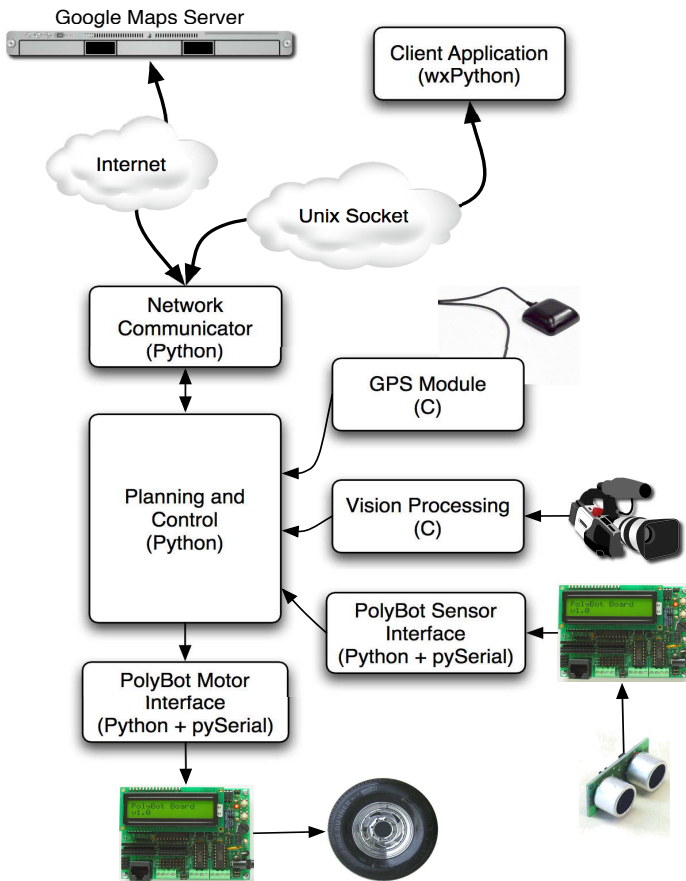 Google Maps Server
Client Application
(wxPython)
Internet
Unix Socket
Network
Communicator
(Python)
GPS Module
(C)
Planning and
Control
(Python)
Vision Processing
(C)
PolyBot Sensor
Interface
(Python + pySerial)
PolyBot Board
v1.0
PolyBot Motor
Interface
(Python + pySerial)
PolyBot Board
v1.0